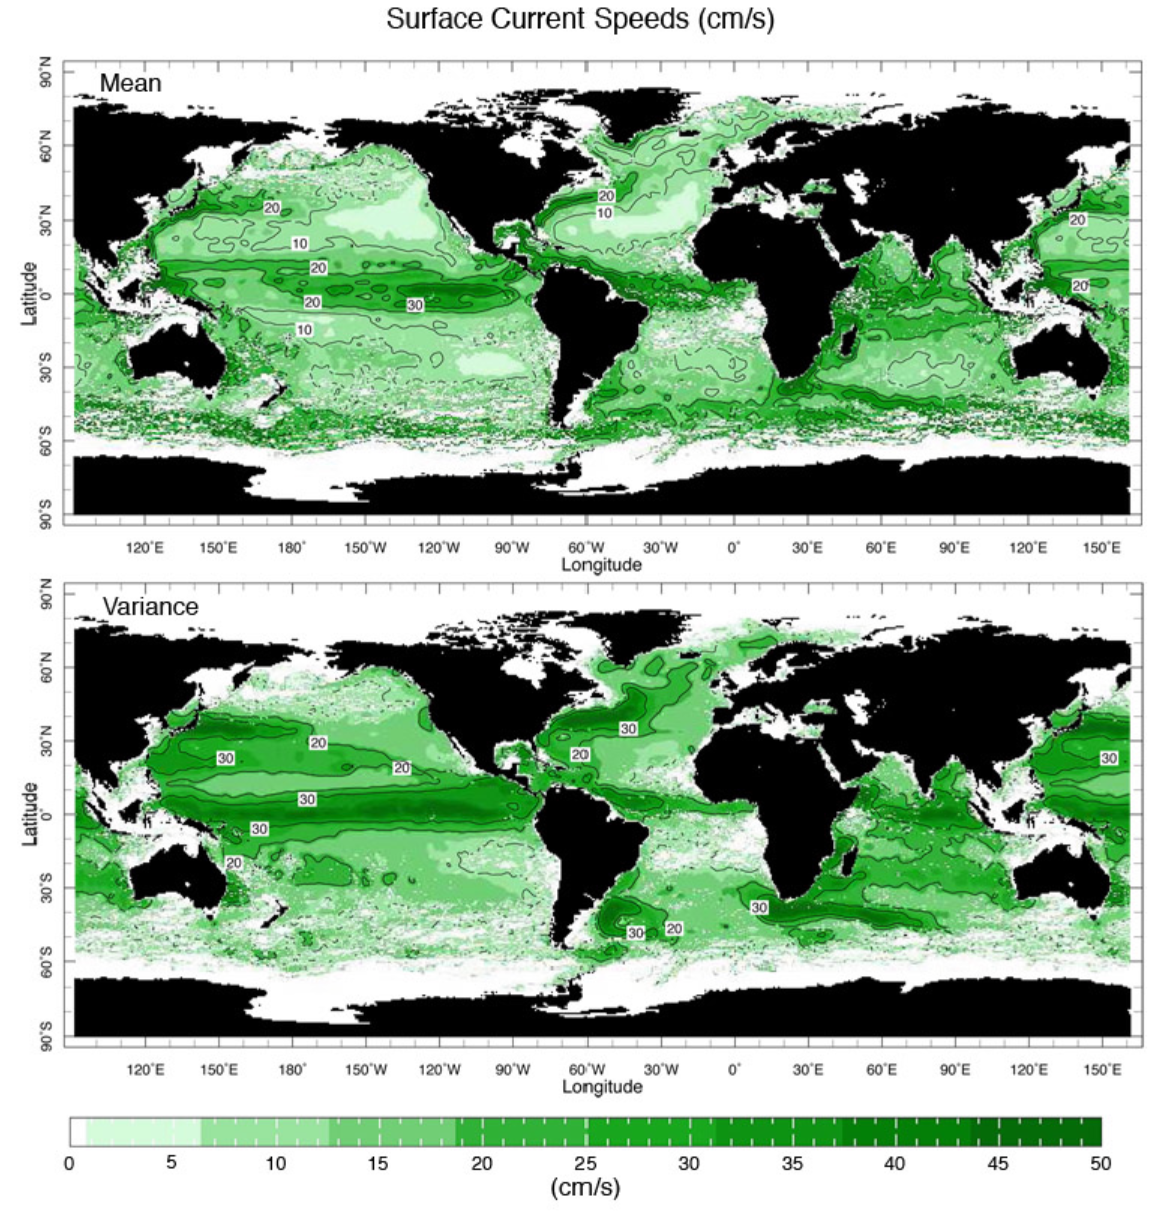 Surface Current Speeds (cm/s)
Mean
90°N
60°N
30°N
0°
30°S
60°S
90°S
Latitude
20
10
20
20
30
10
20
10
20
20
120°E 150°E 180° 150°W 120°W 90°W 60°W 30°W 0° 30°E 60°E 90°E 120°E 150°E
Longitude
Variance
90°N
60°N
30°N
0°
30°S
60°S
90°S
Latitude
30
20
20
30
30
20
30
20
30
20
30
30
120°E 150°E 180° 150°W 120°W 90°W 60°W 30°W 0° 30°E 60°E 90°E 120°E 150°E
Longitude
0 5 10 15 20 25 30 35 40 45 50
(cm/s)